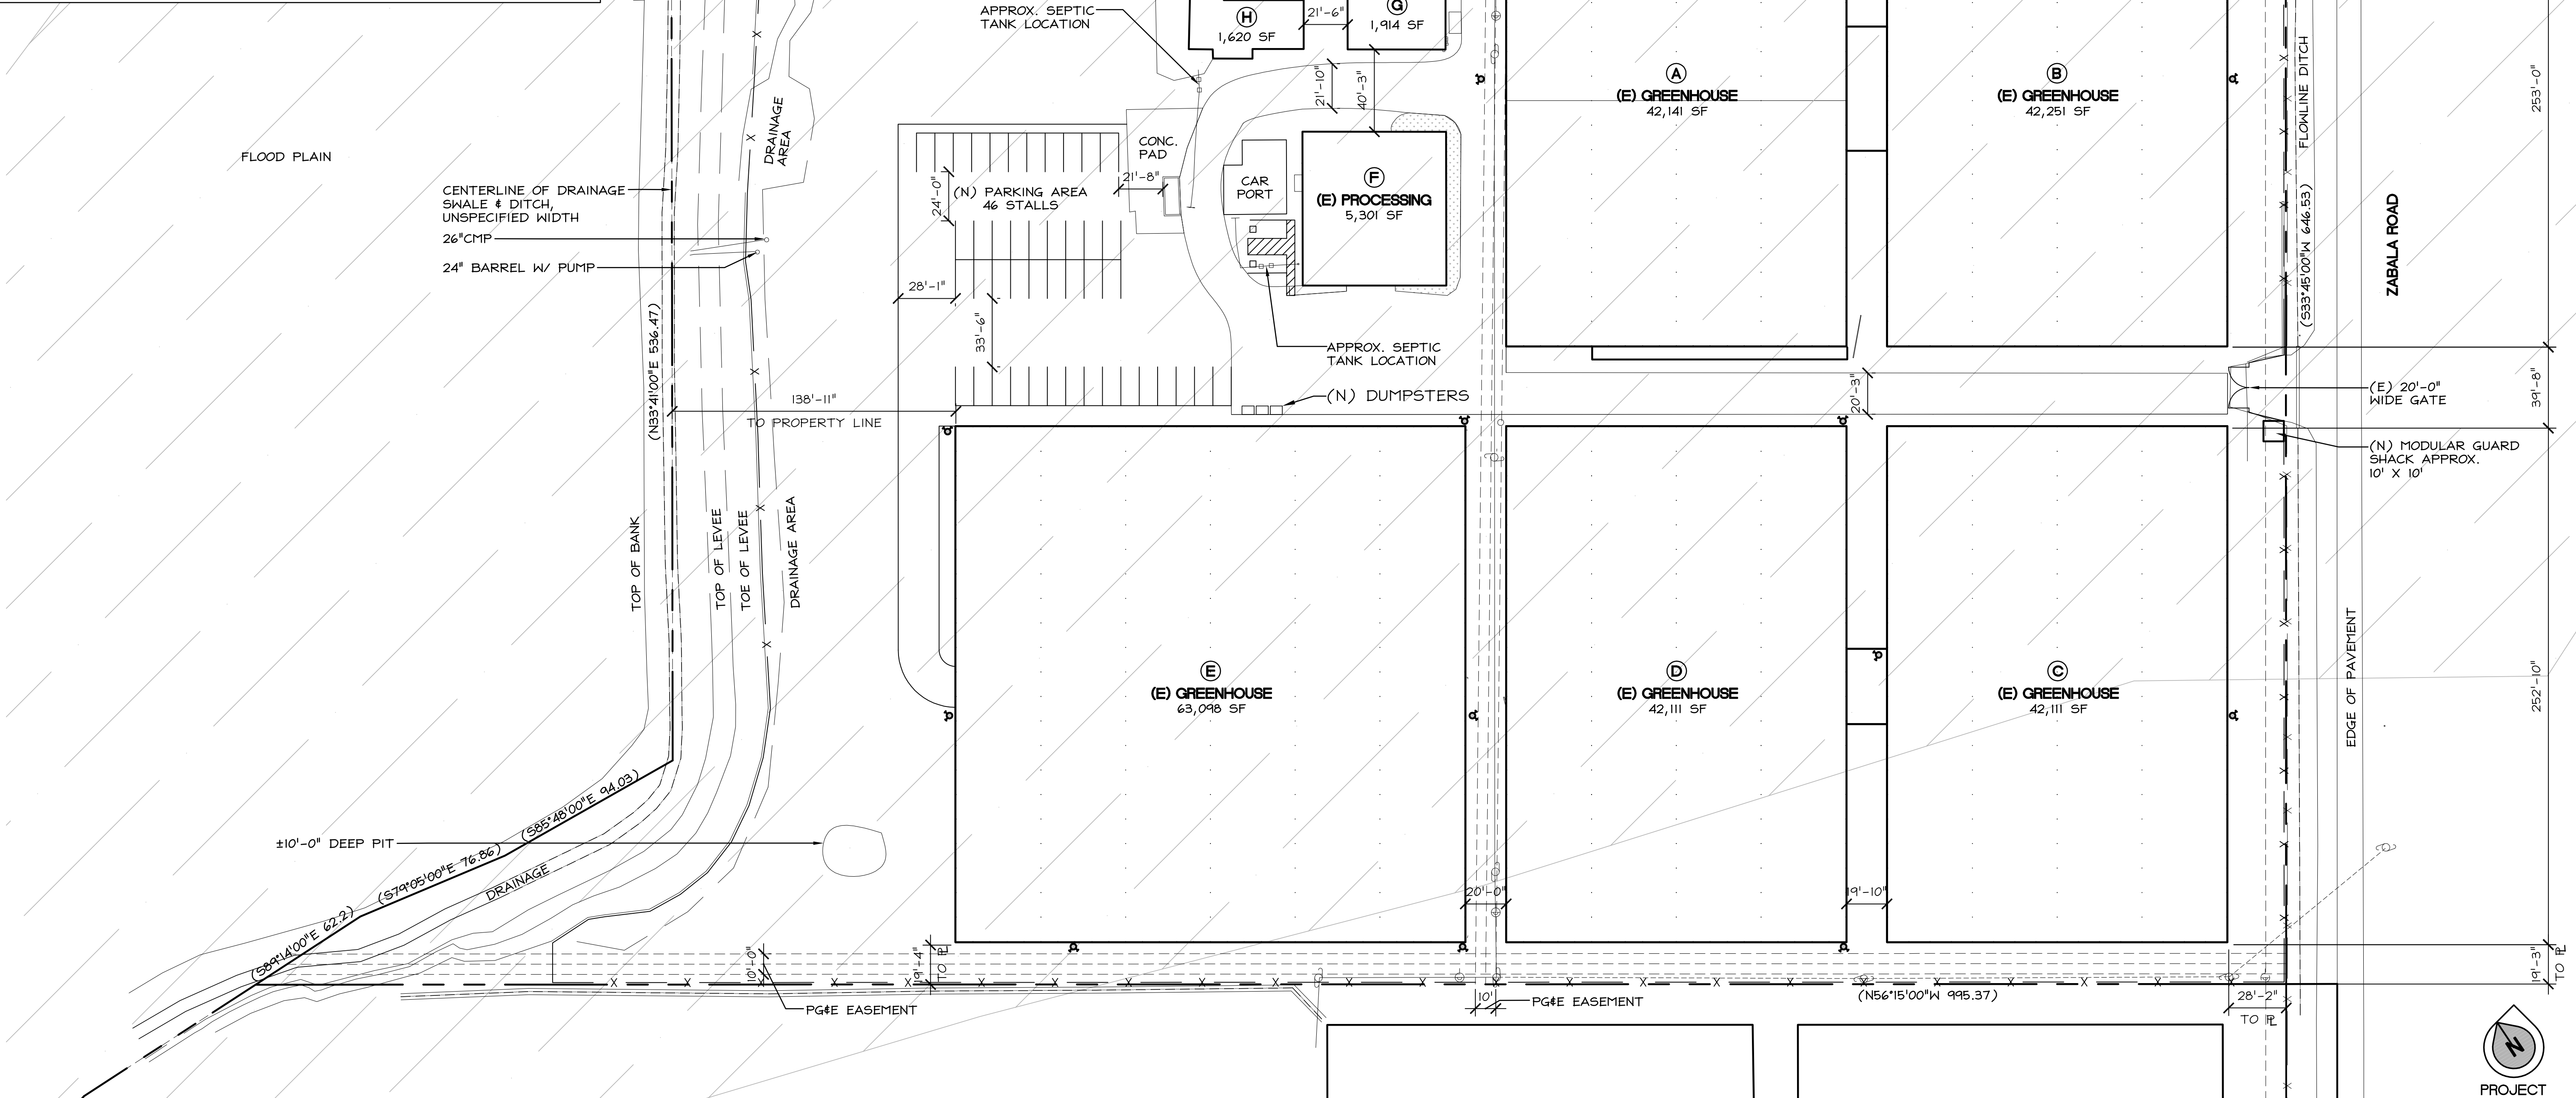 APPROX. SEPTIC
TANK LOCATION
H
1,620 SF
21'-6"
G
1,914 SF
21'-10"
40'-3"
A
(E) GREENHOUSE
42,141 SF
B
(E) GREENHOUSE
42,251 SF
FLOWLINE DITCH
253'-0"
FLOOD PLAIN
DRAINAGE
AREA
CONC.
PAD
CENTERLINE OF DRAINAGE
SWALE & DITCH,
UNSPECIFIED WIDTH
26"CMP
24" BARREL W/ PUMP
24'-0"
(N) PARKING AREA
46 STALLS
21'-8"
CAR
PORT
F
(E) PROCESSING
5,301 SF
(S33°45'00"W 646.53)
ZABALA ROAD
28'-1"
33'-6"
APPROX. SEPTIC
TANK LOCATION
(N33°41'00"E 536.47)
138'-11"
TO PROPERTY LINE
(N) DUMPSTERS
20'-3"
(E) 20'-0"
WIDE GATE
39'-8"
(N) MODULAR GUARD
SHACK APPROX.
10' X 10'
TOP OF BANK
TOP OF LEVEE
TOE OF LEVEE
DRAINAGE AREA
E
(E) GREENHOUSE
63,098 SF
D
(E) GREENHOUSE
42,111 SF
C
(E) GREENHOUSE
42,111 SF
EDGE OF PAVEMENT
252'-10"
±10'-0" DEEP PIT
(S85°48'00"E 94.03)
(S79°05'00"E 76.86)
DRAINAGE
(S89°14'00"E 62.2)
20'-0"
19'-10"
10'-0"
19'-4"
TO PL
PG&E EASEMENT
10'
PG&E EASEMENT
(N56°15'00"W 995.37)
28'-2"
TO PL
19'-3"
TO PL
N
PROJECT